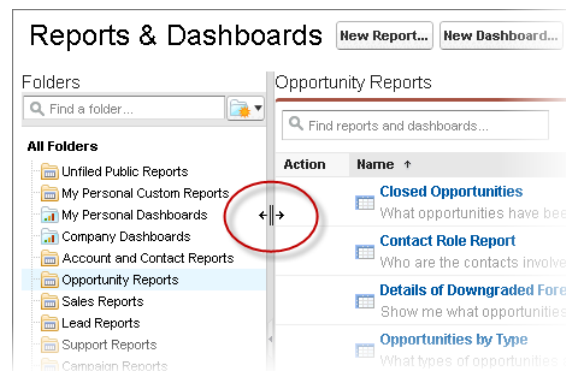 Reports & Dashboards
New Report...
New Dashboard...
Folders
Find a folder...
All Folders
Unfiled Public Reports
My Personal Custom Reports
My Personal Dashboards
Company Dashboards
Account and Contact Reports
Opportunity Reports
Sales Reports
Lead Reports
Support Reports
Campaign Reports
Opportunity Reports
Find reports and dashboards...
Action Name ↑
Closed Opportunities
What opportunities have bee
Contact Role Report
Who are the contacts involve
Details of Downgraded Fore
Show me what opportunities
Opportunities by Type
What types of opportunities